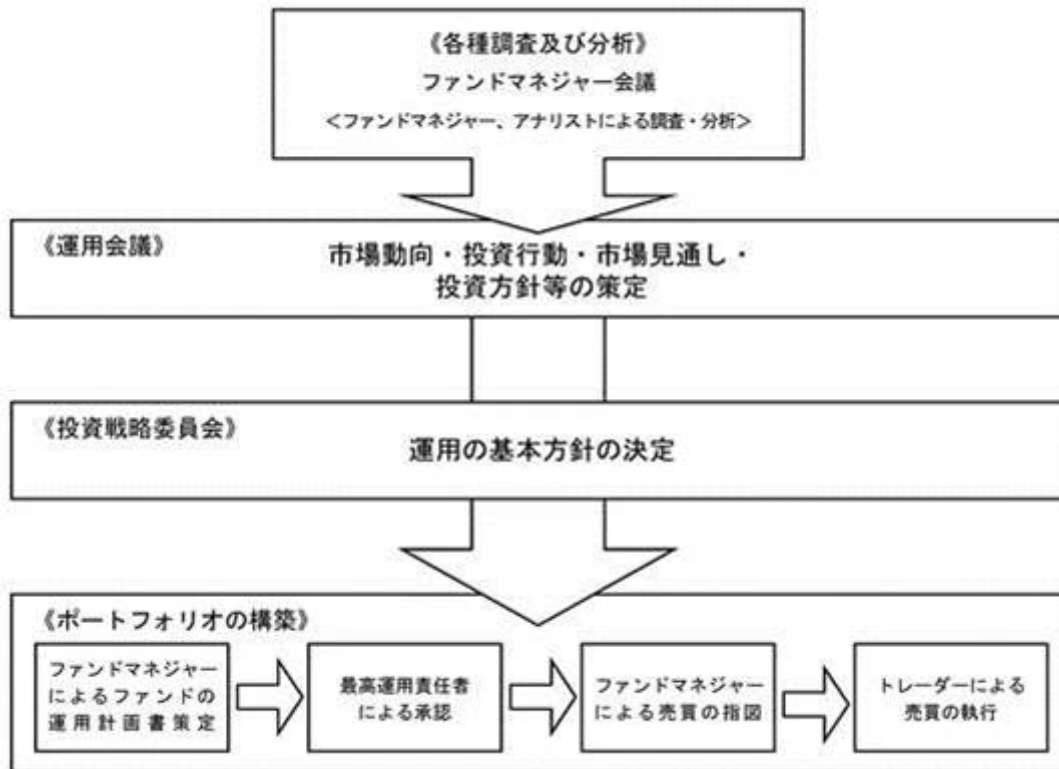 《各種調査及び分析》
ファンドマネジャー会議
<ファンドマネジャー、アナリストによる調査・分析>
《運用会議》
市場動向・投資行動・市場見通し・
投資方針等の策定
《投資戦略委員会》
運用の基本方針の決定
《ポートフォリオの構築》
ファンドマネジャー
によるファンドの
運用計画書策定
最高運用責任者
による承認
ファンドマネジャー
による売買の指図
トレーダーによる
売買の執行